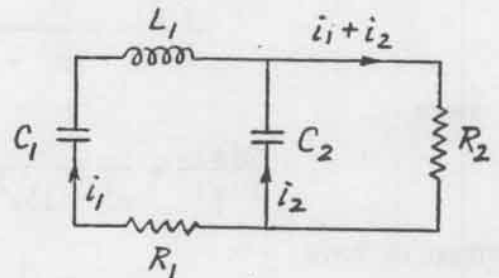 L₁
i₁ + i₂
C₁
C₂
R₂
i₁
i₂
R₁